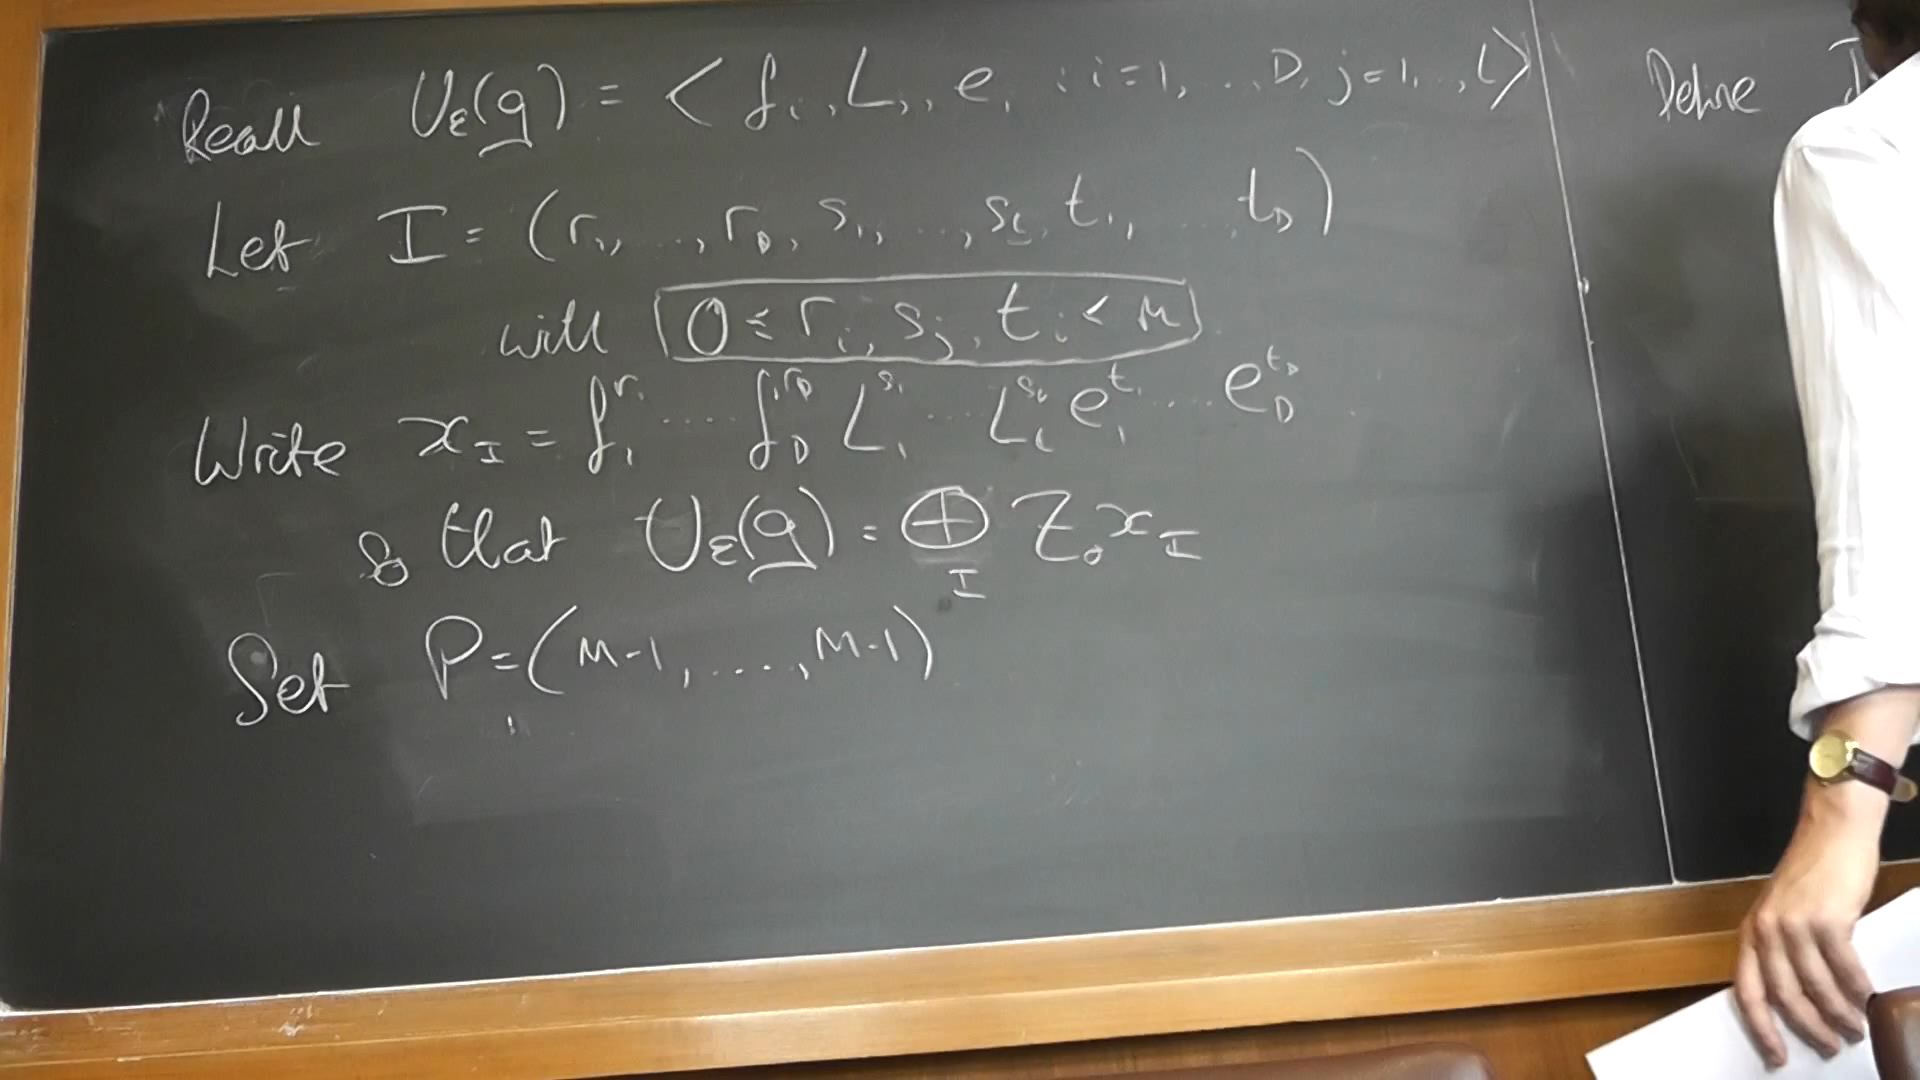 Recall U_ε(g) = < f_i, L_j, e_i : i=1, ..., D, j=1, .., L>
Let I = (r_1, ..., r_D, s_1, ..., s_L, t_1, ... t_D)
will 0 ≤ r_i, s_j, t_i < m
Write x_I = f_1^{r_1} .... f_D^{r_D} L_1^{s_1} ... L_L^{s_L} e_1^{t_1} .... e_D^{t_D}
so that U_ε(g) = ⊕_I Z_0 x_I
Set P = (m-1, ...., m-1)
Define